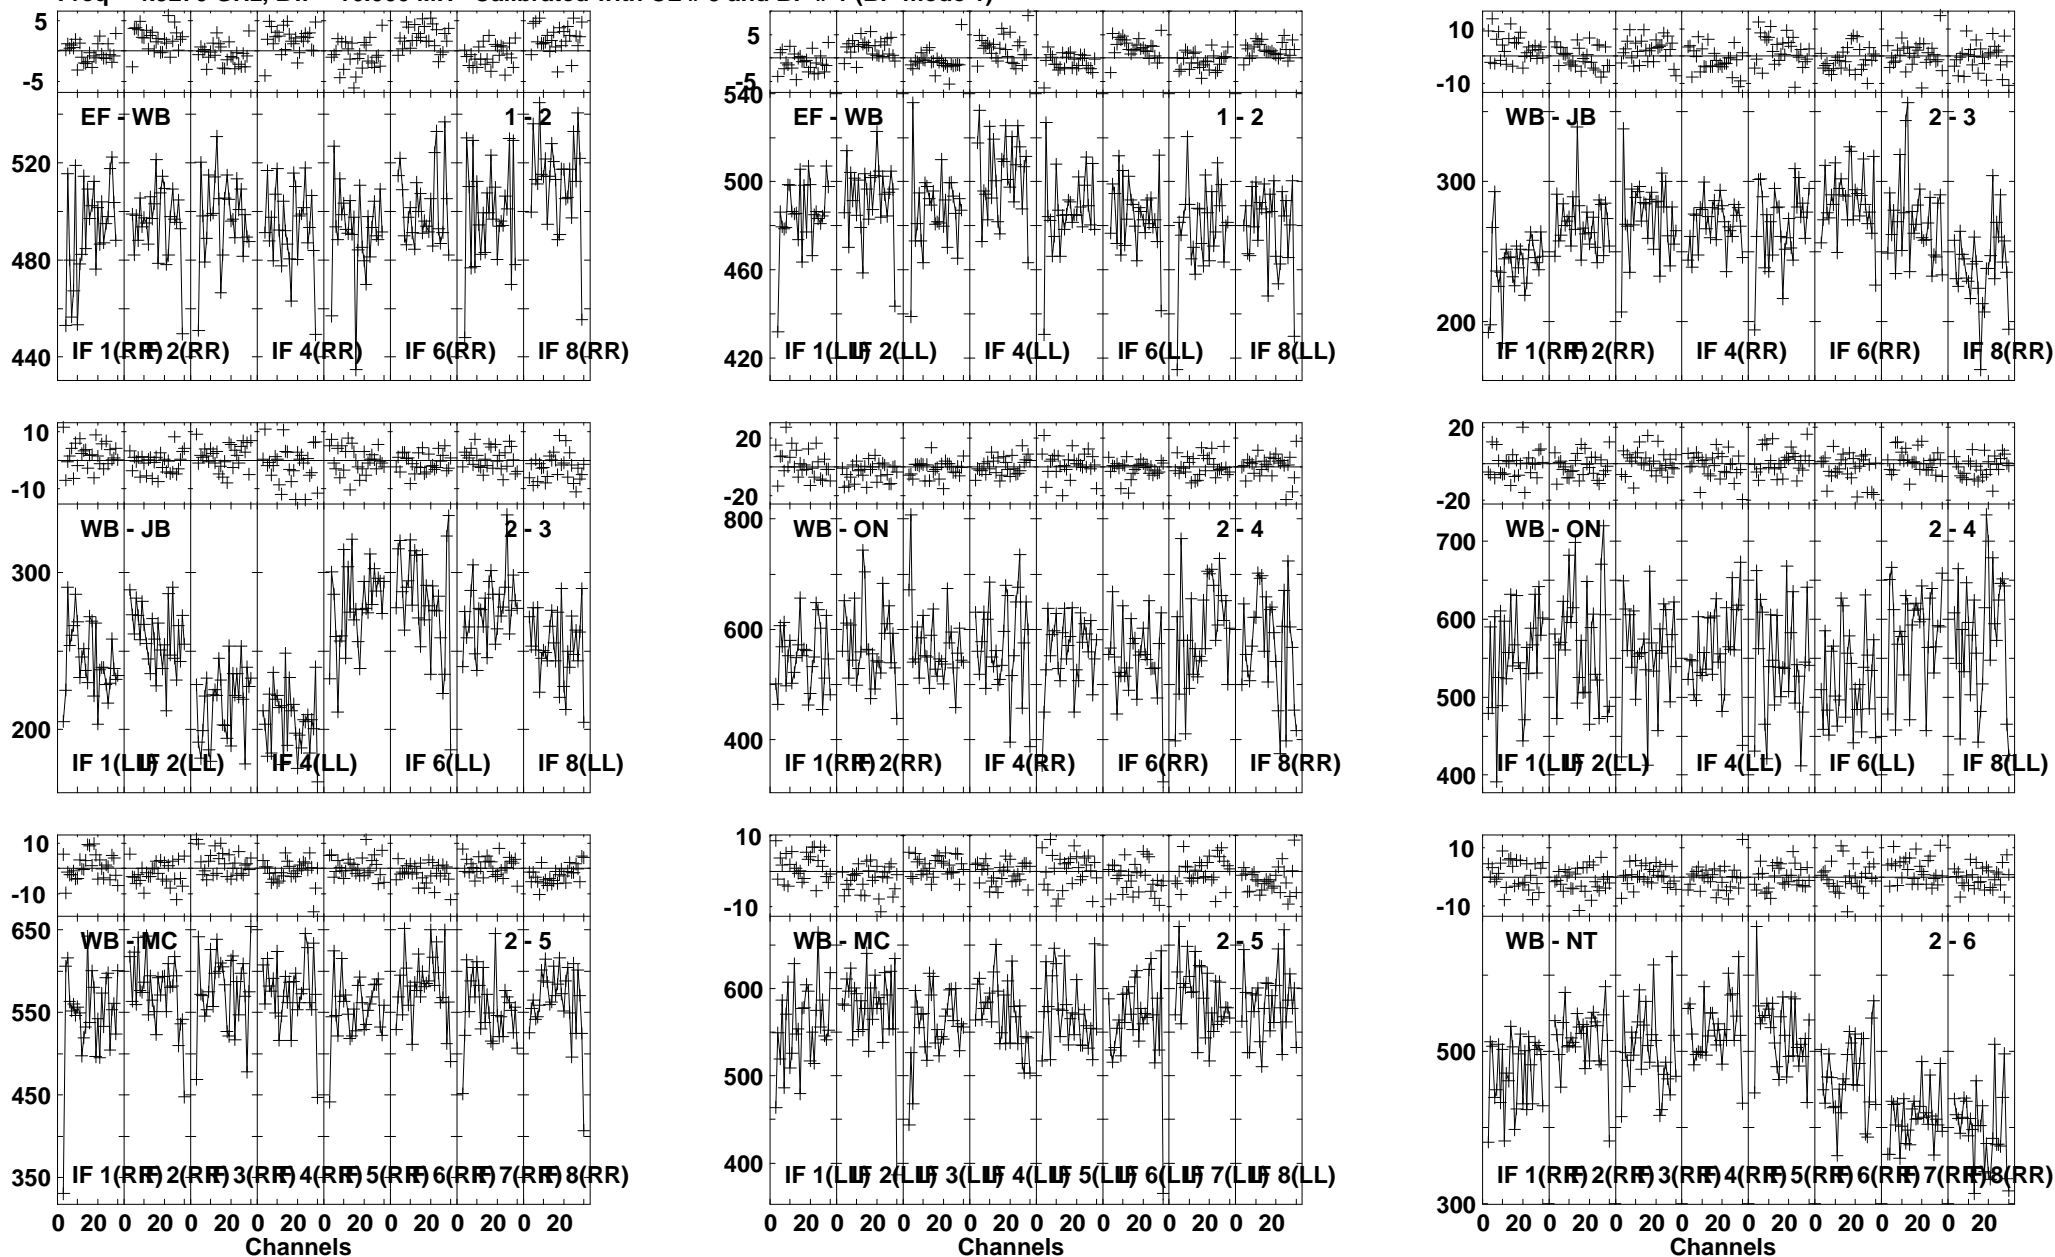 5 5 10
-5 -5 -10
EF - WB 1 - 2 540 EF - WB 1 - 2 WB - JB 2 - 3
520 500 300
480 460 200
440 420
IF 1(RR) IF 2(RR) IF 4(RR) IF 6(RR) IF 8(RR) IF 1(LL) IF 2(LL) IF 4(LL) IF 6(LL) IF 8(LL) IF 1(RR) IF 2(RR) IF 4(RR) IF 6(RR) IF 8(RR)
10 20 20
-10 -20 -20
WB - JB 2 - 3 800 WB - ON 2 - 4 WB - ON 2 - 4
300 600 700
200 400 600
500
400
IF 1(LL) IF 2(LL) IF 4(LL) IF 6(LL) IF 8(LL) IF 1(RR) IF 2(RR) IF 4(RR) IF 6(RR) IF 8(RR) IF 1(LL) IF 2(LL) IF 4(LL) IF 6(LL) IF 8(LL)
10 10 10
-10 -10 -10
650 WB - MC 2 - 5 WB - MC 2 - 5 WB - NT 2 - 6
550 600 500
450 500 300
350 400
IF 1(RR) IF 2(RR) IF 3(RR) IF 4(RR) IF 5(RR) IF 6(RR) IF 7(RR) IF 8(RR) IF 1(LL) IF 2(LL) IF 3(LL) IF 4(LL) IF 5(LL) IF 6(LL) IF 7(LL) IF 8(LL) IF 1(RR) IF 2(RR) IF 3(RR) IF 4(RR) IF 5(RR) IF 6(RR) IF 7(RR) IF 8(RR)
0 20 0 20 0 20 0 20 0 20 0 20 0 20 0 20 0 20 0 20 0 20 0 20 0 20 0 20 0 20 0 20 0 20 0 20 0 20 0 20 0 20 0 20 0 20 0 20
Channels Channels Channels